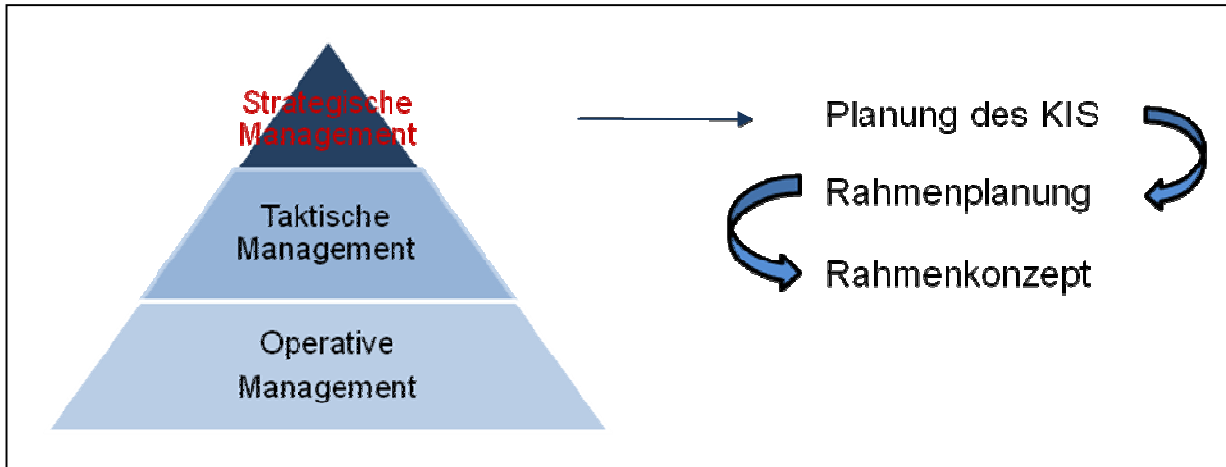 Strategische
Management
Taktische
Management
Operative
Management
Planung des KIS
Rahmenplanung
Rahmenkonzept